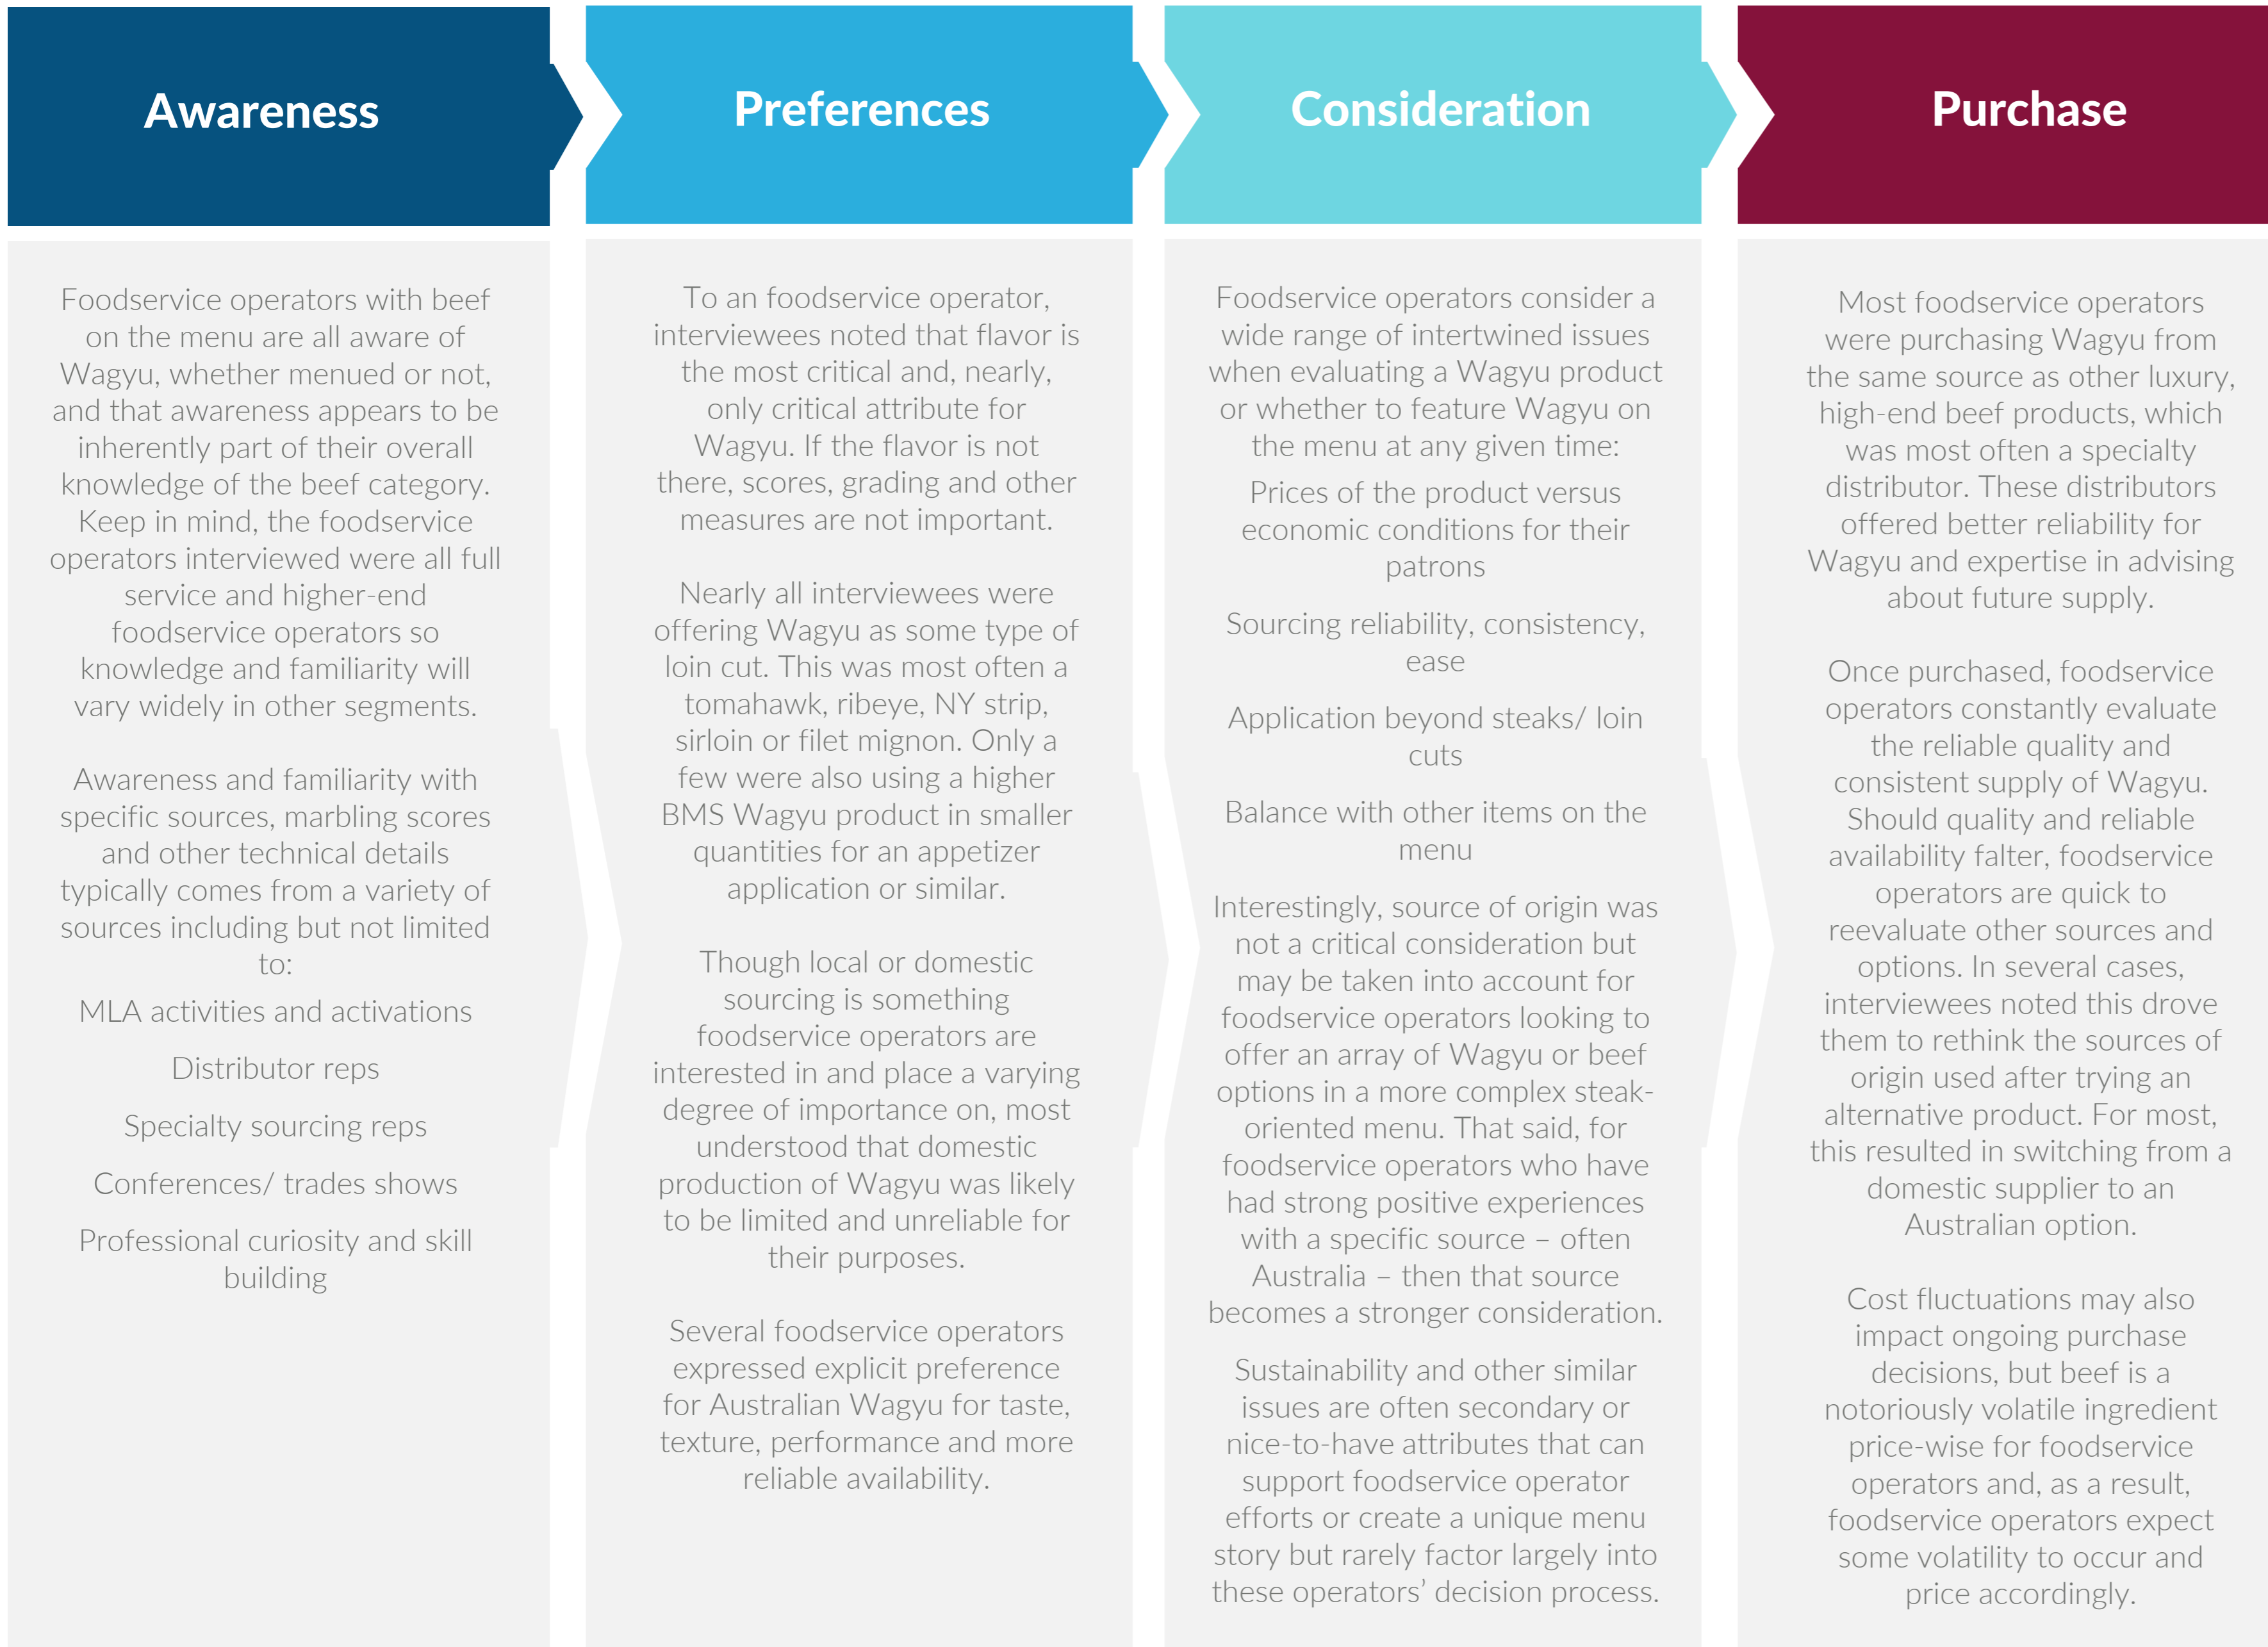 Awareness
Foodservice operators with beef
on the menu are all aware of
Wagyu, whether menued or not,
and that awareness appears to be
inherently part of their overall
knowledge of the beef category.
Keep in mind, the foodservice
operators interviewed were all full
service and higher-end
foodservice operators so
knowledge and familiarity will
vary widely in other segments.
Awareness and familiarity with
specific sources, marbling scores
and other technical details
typically comes from a variety of
sources including but not limited
to:
MLA activities and activations
Distributor reps
Specialty sourcing reps
Conferences/ trades shows
Professional curiosity and skill
building
Preferences
To an foodservice operator,
interviewees noted that flavor is
the most critical and, nearly,
only critical attribute for
Wagyu. If the flavor is not
there, scores, grading and other
measures are not important.
Nearly all interviewees were
offering Wagyu as some type of
loin cut. This was most often a
tomahawk, ribeye, NY strip,
sirloin or filet mignon. Only a
few were also using a higher
BMS Wagyu product in smaller
quantities for an appetizer
application or similar.
Though local or domestic
sourcing is something
foodservice operators are
interested in and place a varying
degree of importance on, most
understood that domestic
production of Wagyu was likely
to be limited and unreliable for
their purposes.
Several foodservice operators
expressed explicit preference
for Australian Wagyu for taste,
texture, performance and more
reliable availability.
Consideration
Foodservice operators consider a
wide range of intertwined issues
when evaluating a Wagyu product
or whether to feature Wagyu on
the menu at any given time:
Prices of the product versus
economic conditions for their
patrons
Sourcing reliability, consistency,
ease
Application beyond steaks/ loin
cuts
Balance with other items on the
menu
Interestingly, source of origin was
not a critical consideration but
may be taken into account for
foodservice operators looking to
offer an array of Wagyu or beef
options in a more complex steak-
oriented menu. That said, for
foodservice operators who have
had strong positive experiences
with a specific source – often
Australia – then that source
becomes a stronger consideration.
Sustainability and other similar
issues are often secondary or
nice-to-have attributes that can
support foodservice operator
efforts or create a unique menu
story but rarely factor largely into
these operators’ decision process.
Purchase
Most foodservice operators
were purchasing Wagyu from
the same source as other luxury,
high-end beef products, which
was most often a specialty
distributor. These distributors
offered better reliability for
Wagyu and expertise in advising
about future supply.
Once purchased, foodservice
operators constantly evaluate
the reliable quality and
consistent supply of Wagyu.
Should quality and reliable
availability falter, foodservice
operators are quick to
reevaluate other sources and
options. In several cases,
interviewees noted this drove
them to rethink the sources of
origin used after trying an
alternative product. For most,
this resulted in switching from a
domestic supplier to an
Australian option.
Cost fluctuations may also
impact ongoing purchase
decisions, but beef is a
notoriously volatile ingredient
price-wise for foodservice
operators and, as a result,
foodservice operators expect
some volatility to occur and
price accordingly.